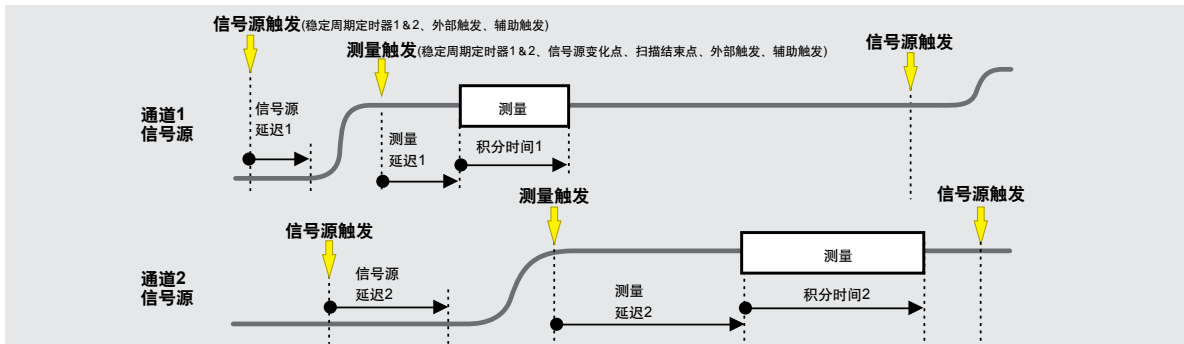 信号源触发(稳定周期定时器1&2、外部触发、辅助触发)
测量触发(稳定周期定时器1&2、信号源变化点、扫描结束点、外部触发、辅助触发)
信号源触发
通道1
信号源
信号源
延迟1
测量
延迟1
测量
积分时间1
信号源触发
测量触发
信号源触发
通道2
信号源
信号源
延迟2
测量
延迟2
测量
积分时间2